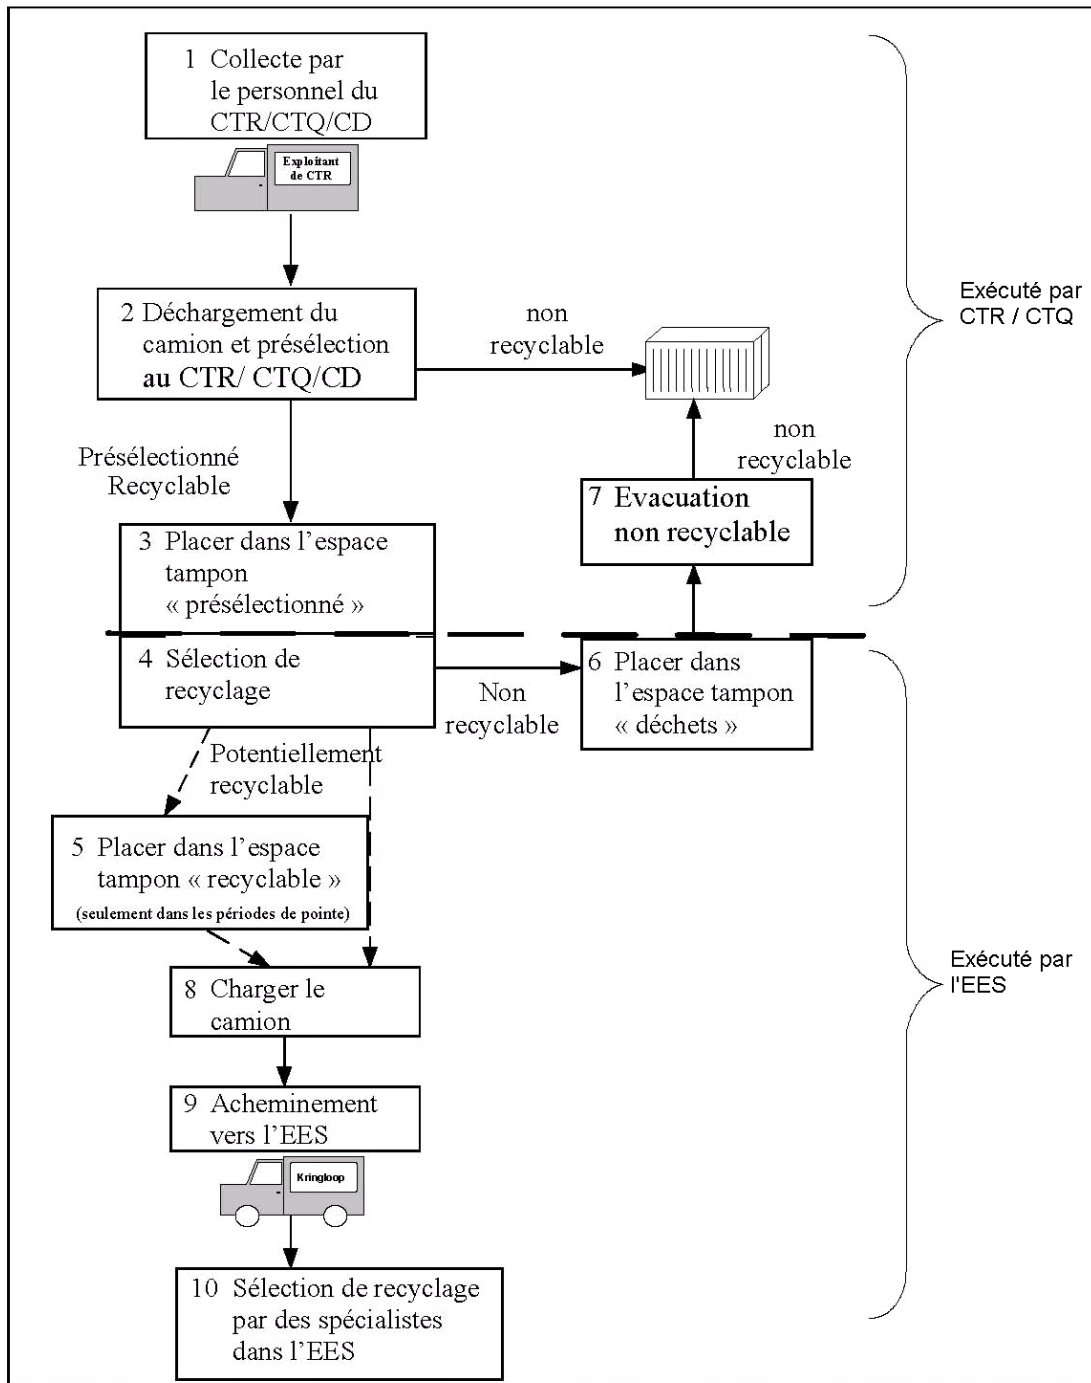 1 Collecte par
le personnel du
CTR/CTQ/CD
Exploitant
de CTR
2 Déchargement du
camion et présélection
au CTR/ CTQ/CD
non
recyclable
Exécuté par
CTR / CTQ
Présélectionné
Recyclable
non
recyclable
7 Evacuation
non recyclable
3 Placer dans l’espace
tampon
« présélectionné »
4 Sélection de
recyclage
Non
recyclable
6 Placer dans
l’espace tampon
« déchets »
Potentiellement
recyclable
5 Placer dans l’espace
tampon « recyclable »
(seulement dans les périodes de pointe)
8 Charger le
camion
Exécuté par
l'EES
9 Acheminement
vers l’EES
Kringloop
10 Sélection de recyclage
par des spécialistes
dans l’EES